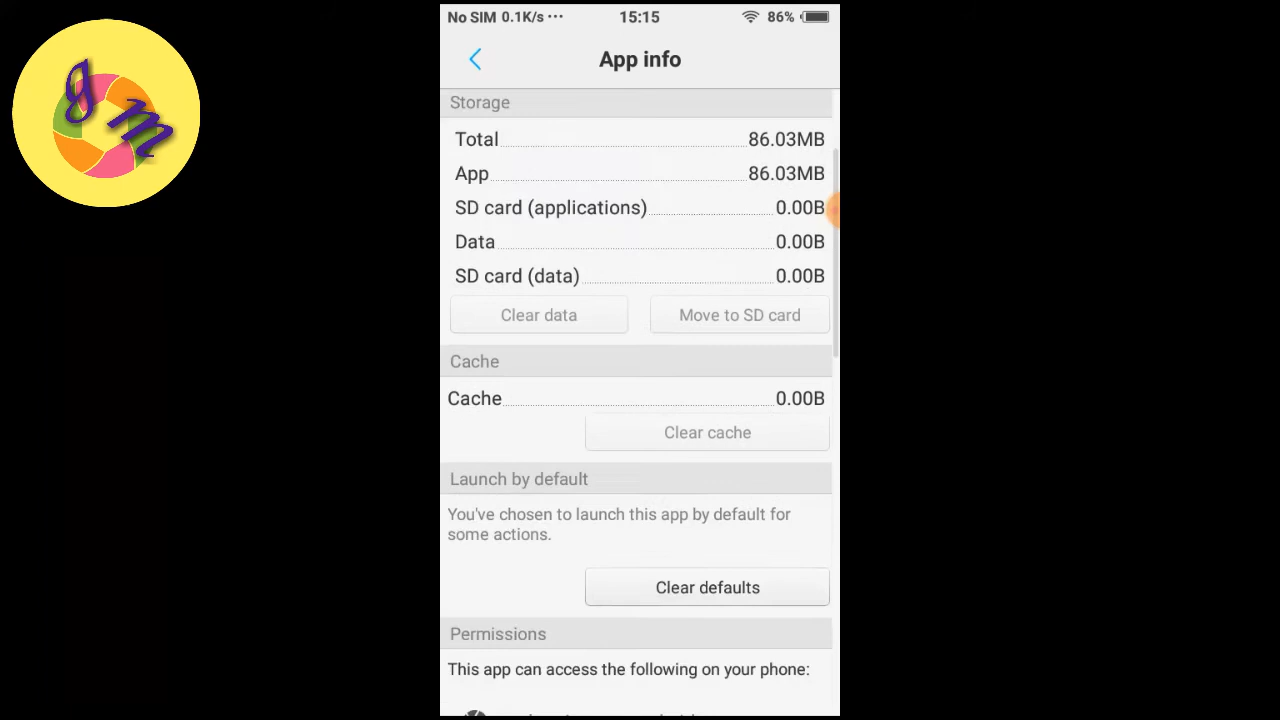 g
m
No SIM 0.1K/s ···
15:15
86%
App info
Storage
Total 86.03MB
App 86.03MB
SD card (applications) 0.00B
Data 0.00B
SD card (data) 0.00B
Clear data
Move to SD card
Cache
Cache 0.00B
Clear cache
Launch by default
You've chosen to launch this app by default for
some actions.
Clear defaults
Permissions
This app can access the following on your phone: